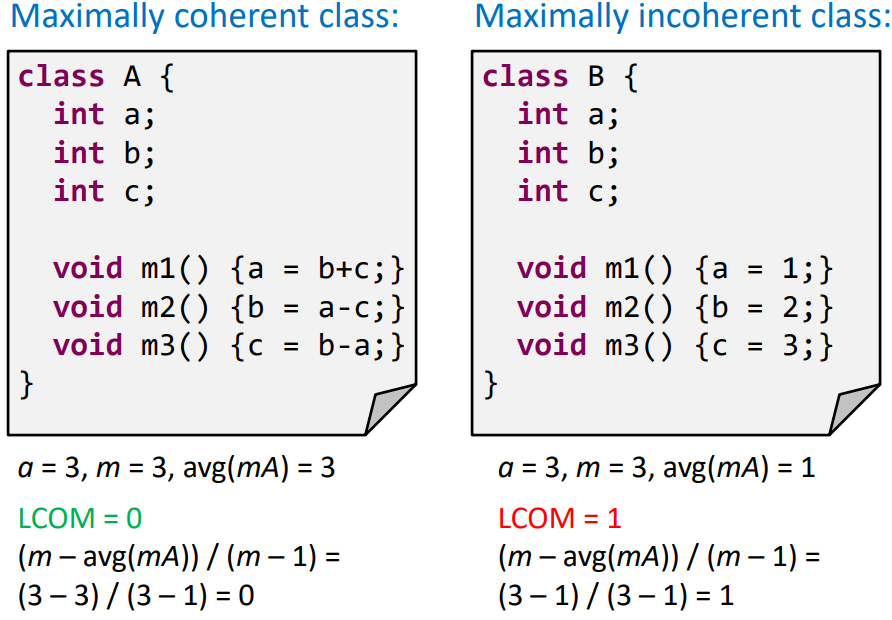 Maximally coherent class:
class A {
int a;
int b;
int c;
void m1() {a = b+c;}
void m2() {b = a-c;}
void m3() {c = b-a;}
}
a = 3, m = 3, avg(mA) = 3
LCOM = 0
(m – avg(mA)) / (m – 1) =
(3 – 3) / (3 – 1) = 0
Maximally incoherent class:
class B {
int a;
int b;
int c;
void m1() {a = 1;}
void m2() {b = 2;}
void m3() {c = 3;}
}
a = 3, m = 3, avg(mA) = 1
LCOM = 1
(m – avg(mA)) / (m – 1) =
(3 – 1) / (3 – 1) = 1